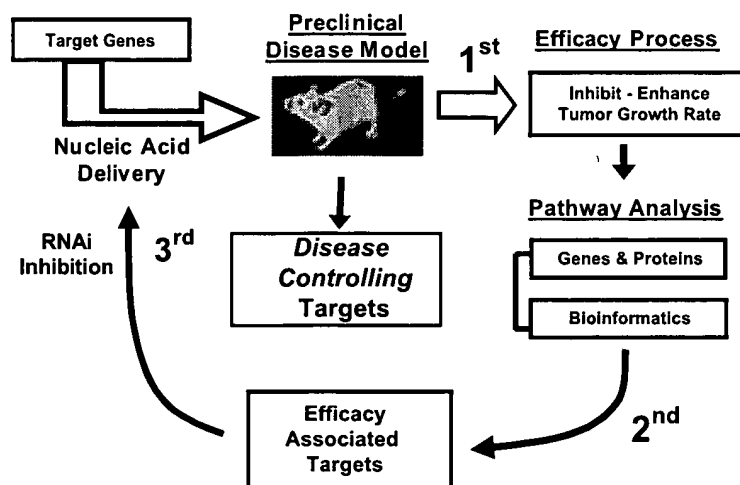 Target Genes
Preclinical
Disease Model
1st
Efficacy Process
Inhibit - Enhance
Tumor Growth Rate
Nucleic Acid
Delivery
Pathway Analysis
RNAi
Inhibition
3rd
Disease
Controlling
Targets
Genes & Proteins
Bioinformatics
Efficacy
Associated
Targets
2nd